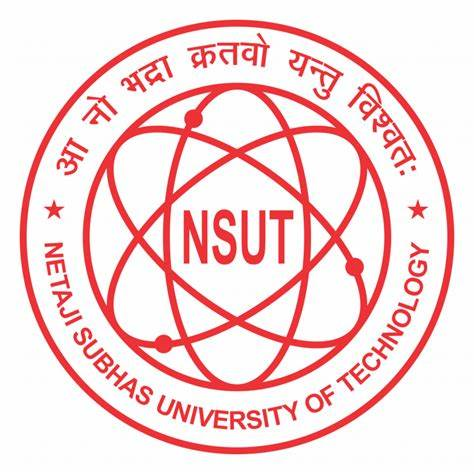 आ नो भद्रा क्रतवो यन्तु विश्वतः
NSUT
NETAJI SUBHAS UNIVERSITY OF TECHNOLOGY